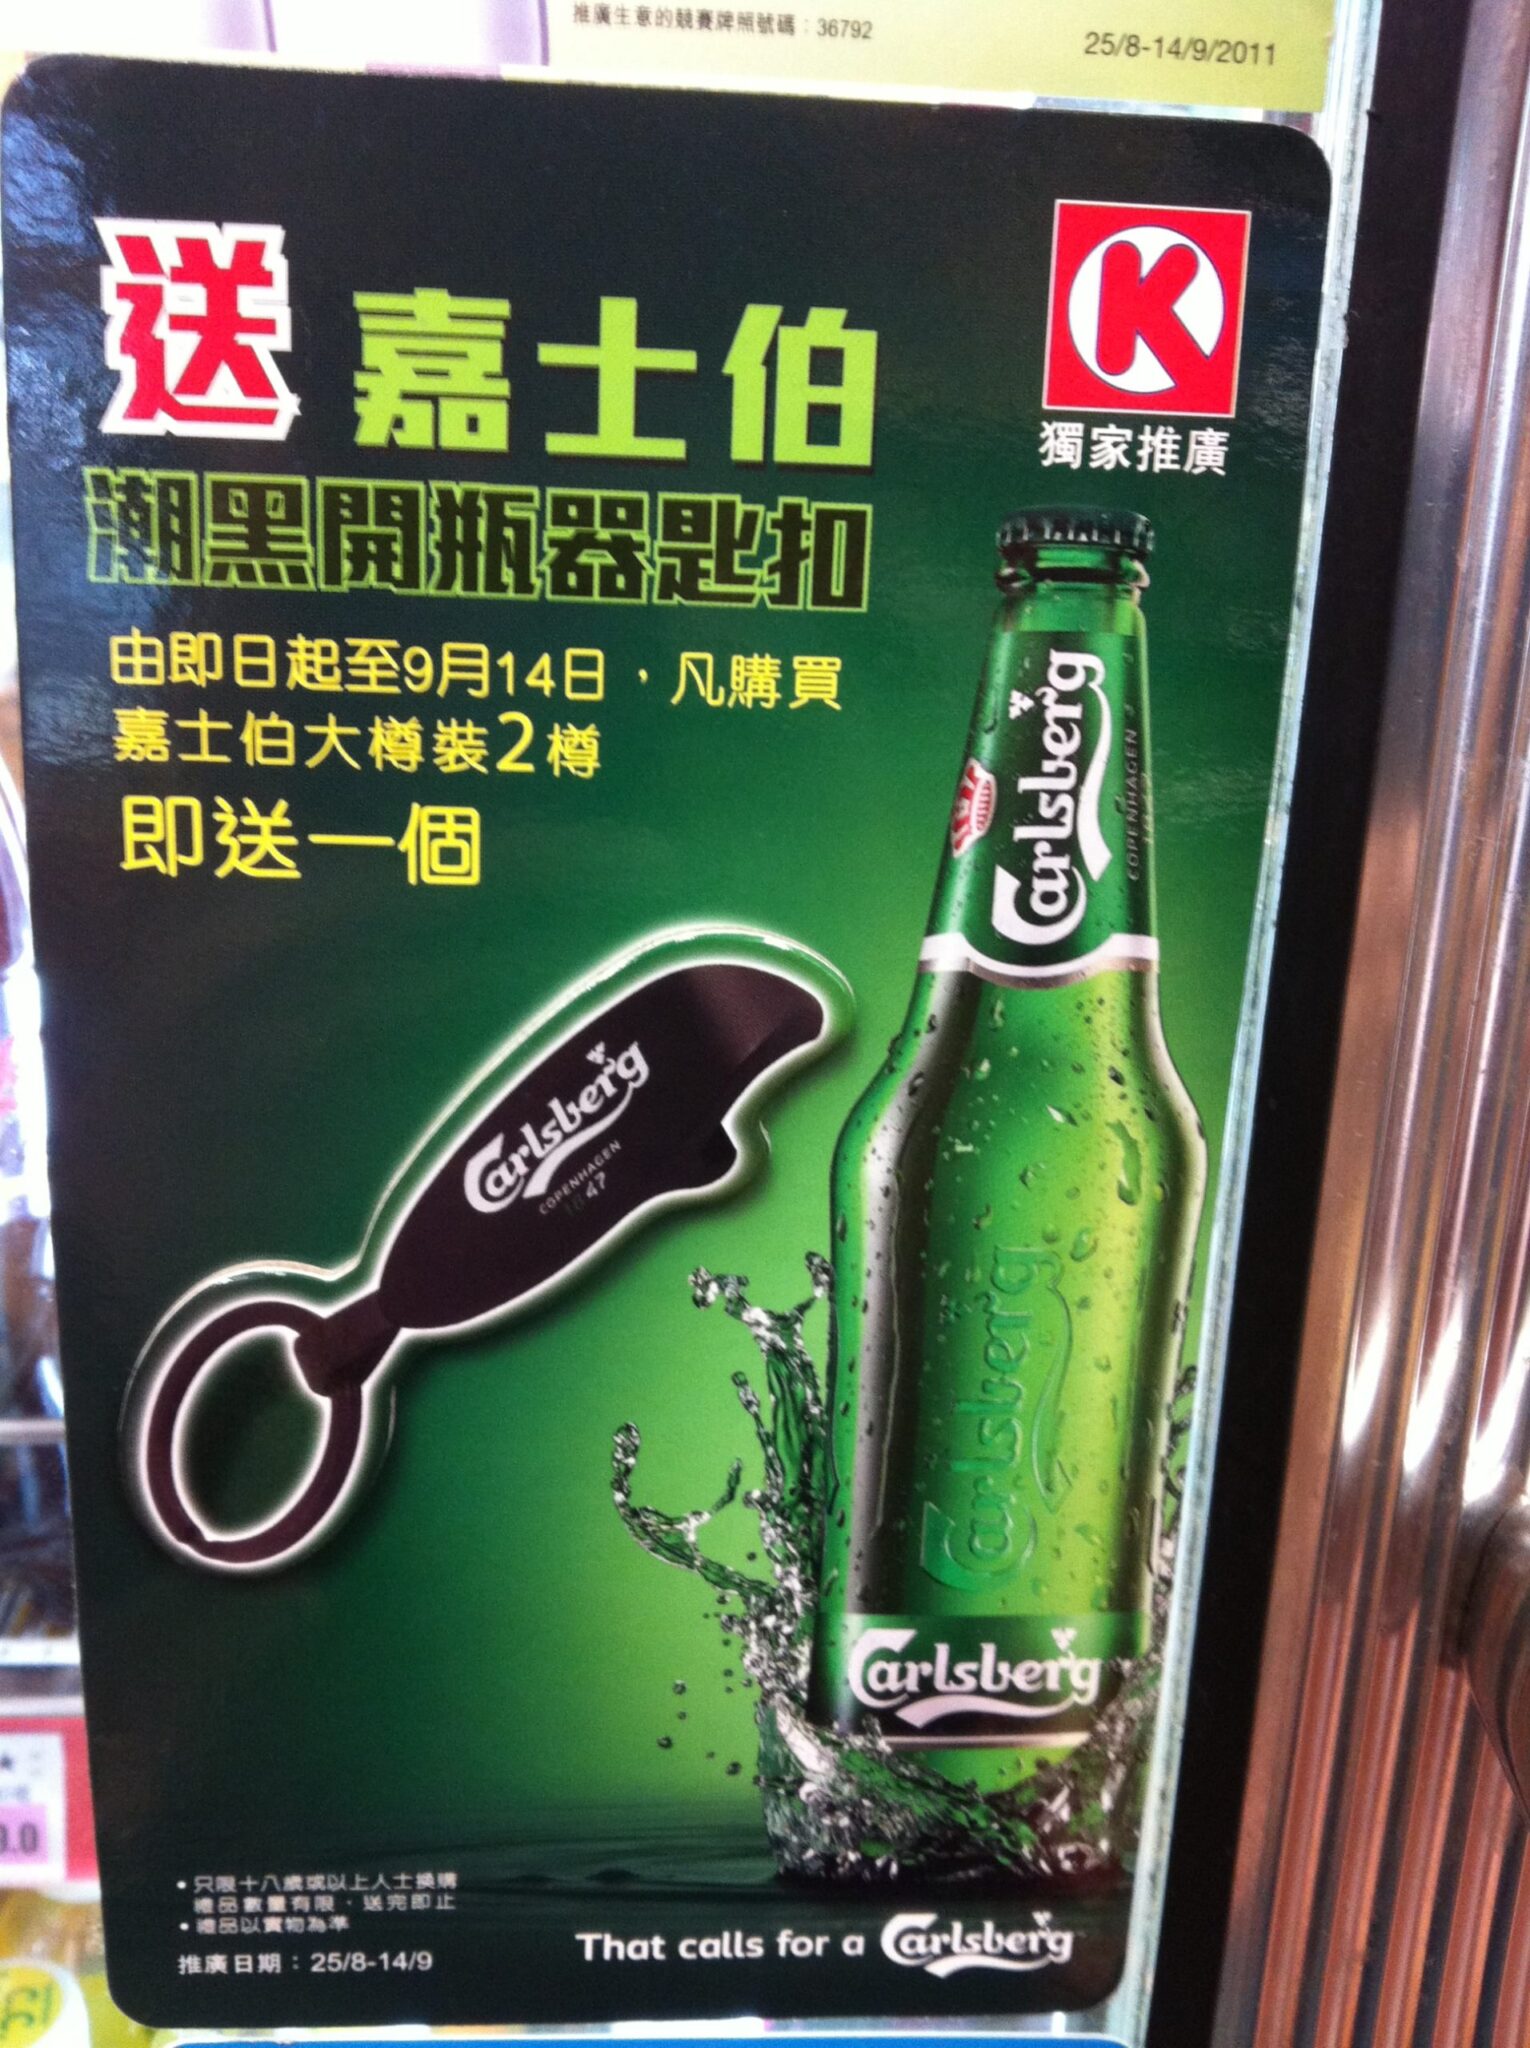 推廣生意的競賽牌照號碼：36792
25/8-14/9/2011
送 嘉士伯
潮黑開瓶器匙扣
K
獨家推廣
由即日起至9月14日，凡購買
嘉士伯大樽裝2樽
即送一個
Carlsberg
COPENHAGEN
Carlsberg
COPENHAGEN
1847
Carlsberg
Carlsberg
•只限十八歲或以上人士換購
禮品數量有限，送完即止
•禮品以實物為準
推廣日期：25/8-14/9
That calls for a Carlsberg